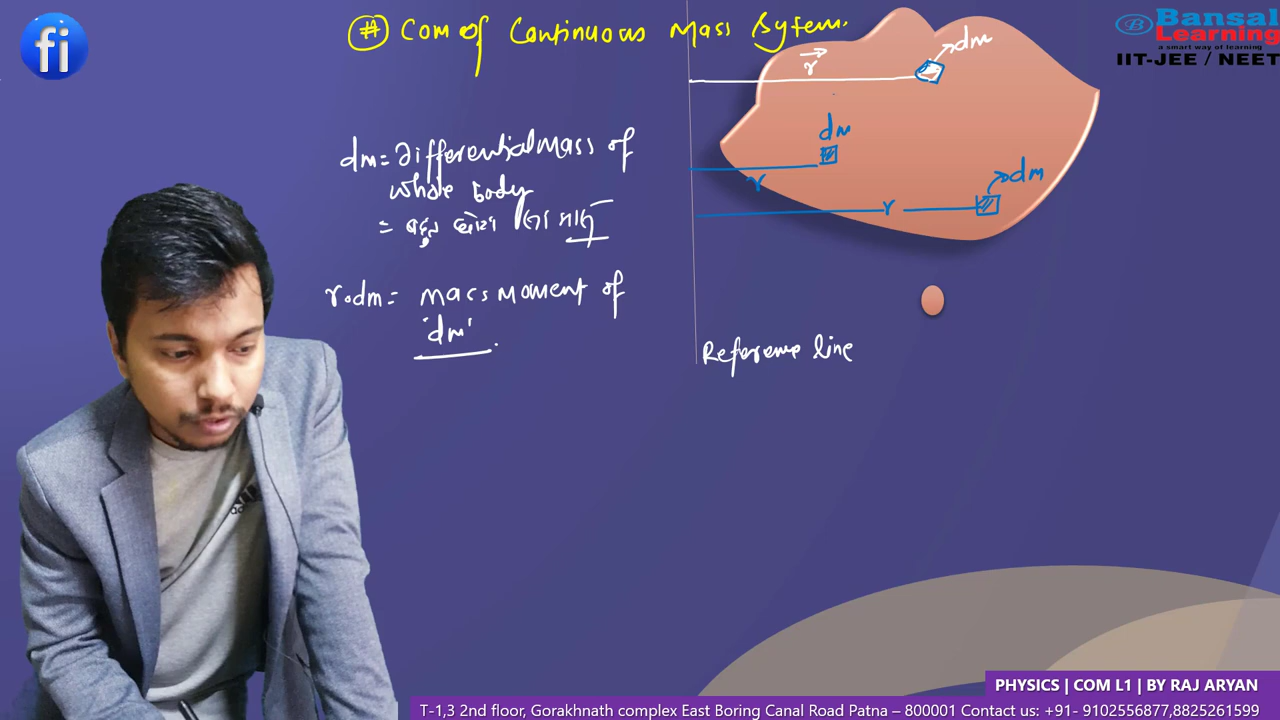 fi
# Com of Continuous Mass System.
B Bansal
Learning
a smart way of learning
IIT-JEE / NEET
r
dm
dm
r
dm
r
dm = Differential Mass of
whole body
=
r.dm = mass moment of
'dm'
Reference line
PHYSICS | COM L1 | BY RAJ ARYAN
T-1,3 2nd floor, Gorakhnath complex East Boring Canal Road Patna – 800001 Contact us: +91- 9102556877,8825261599